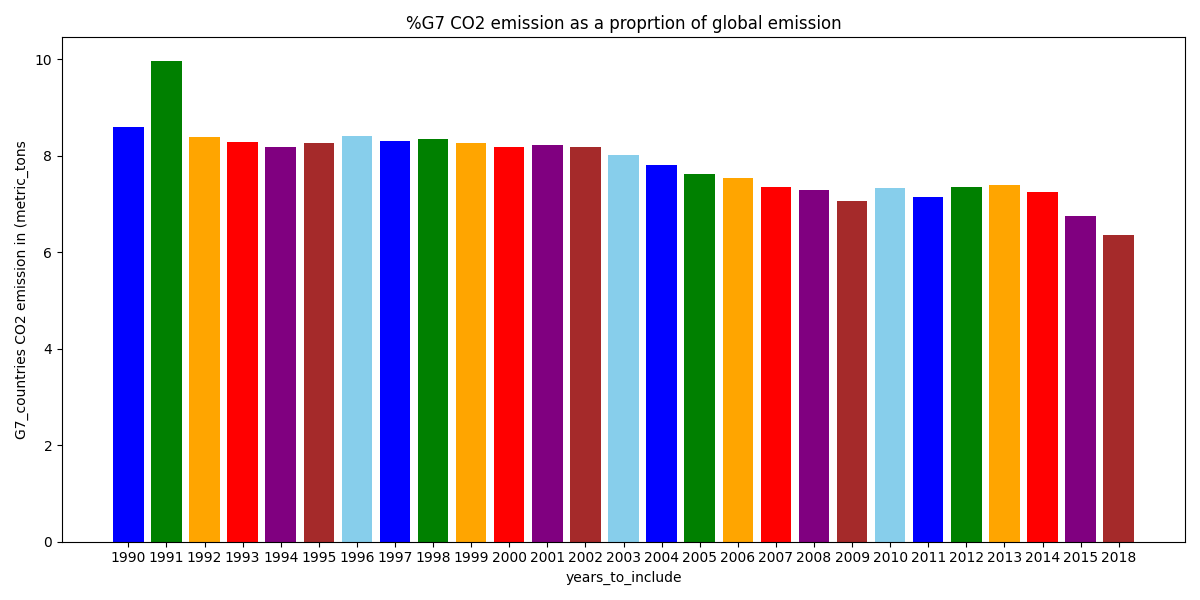 %G7 CO2 emission as a proprtion of global emission
G7_countries CO2 emission in (metric_tons
10
8
6
4
2
0
1990 1991 1992 1993 1994 1995 1996 1997 1998 1999 2000 2001 2002 2003 2004 2005 2006 2007 2008 2009 2010 2011 2012 2013 2014 2015 2018
years_to_include